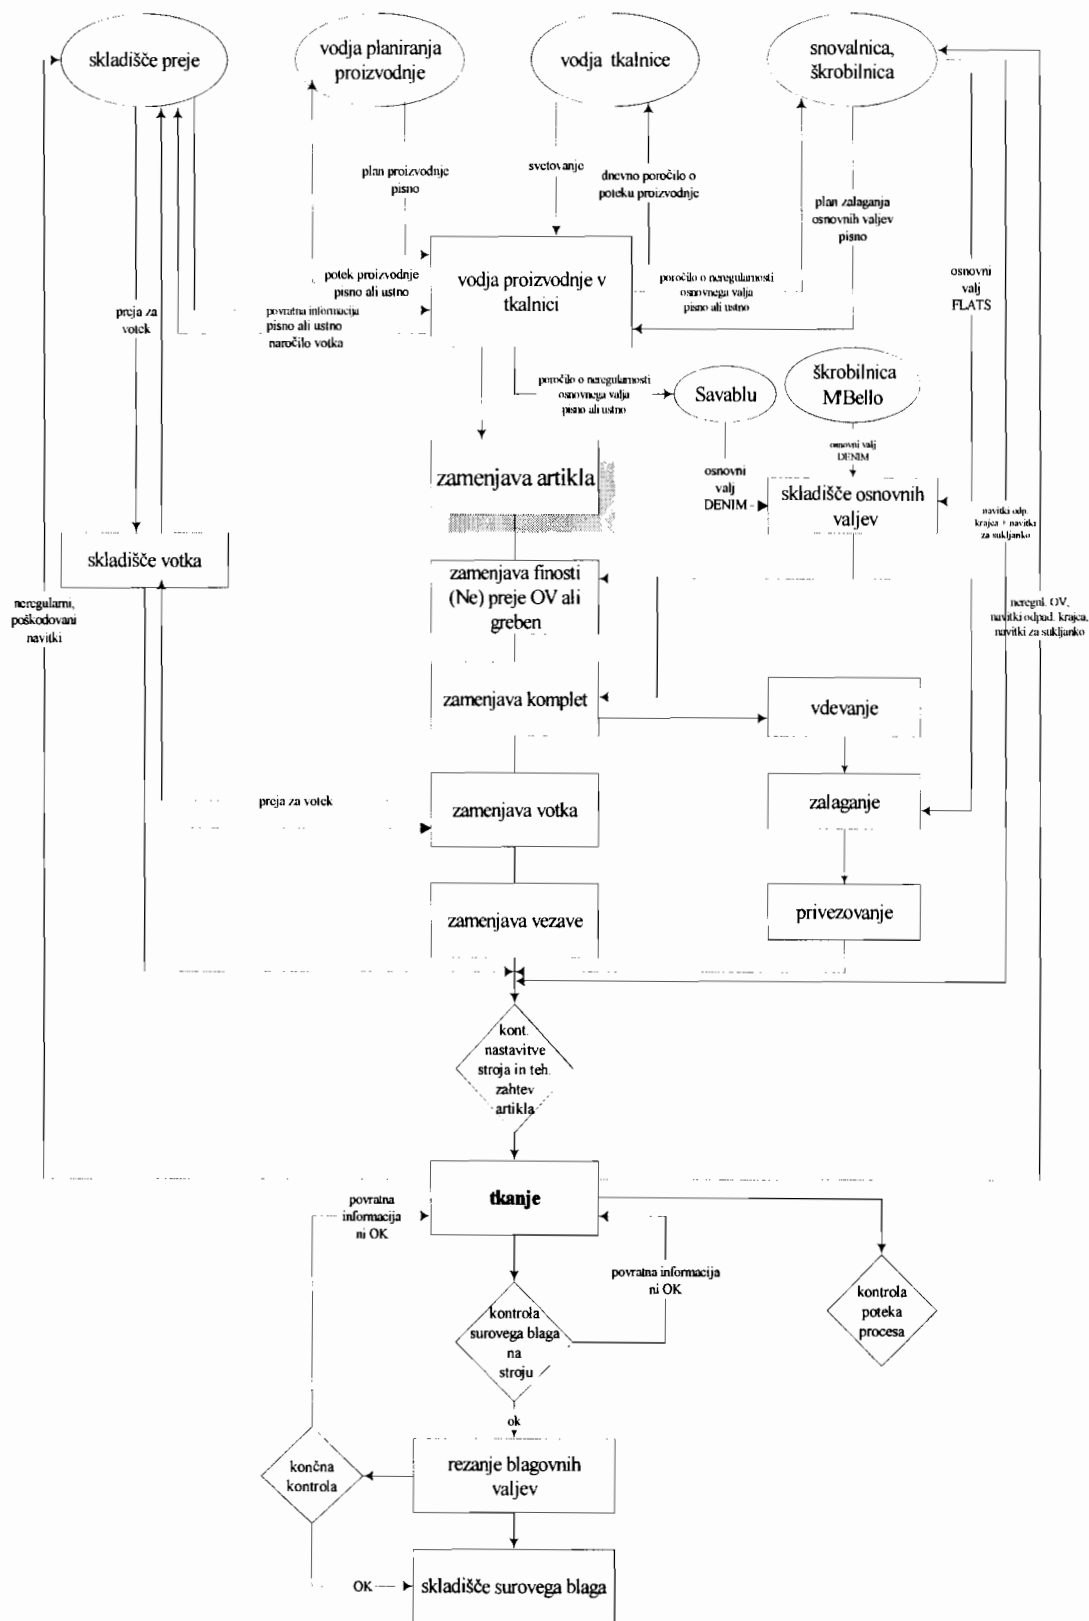 skladišče preje
vodja planiranja
proizvodnje
vodja tkalnice
snovalnica,
škrobilnica
plan proizvodnje
pisno
svetovanje
dnevno poročilo o
poteku proizvodnje
plan zalaganja
osnovnih valjev
pisno
osnovni
valj
FLATS
preja za
votek
potek proizvodnje
pisno ali ustno
povratna informacija
pisno ali ustno
naročilo votka
vodja proizvodnje v
tkalnici
poročilo o neregularnosti
osnovnega valja
pisno ali ustno
poročilo o neregularnosti
osnovnega valja
pisno ali ustno
Savablu
škrobilnica
M'Bello
osnovni valj
DENIM
osnovni
valj
DENIM
skladišče osnovnih
valjev
navitki odp.
krajca + navitki
za sukljanko
zamenjava artikla
skladišče votka
zamenjava finosti
(Ne) preje OV ali
greben
neregularni,
poškodovani
navitki
neregul. OV,
navitki odpad. krajca,
navitki za sukljanko
zamenjava komplet
vdevanje
preja za votek
zamenjava votka
zalaganje
zamenjava vezave
privezovanje
kont.
nastavitve
stroja in teh.
zahtev
artikla
tkanje
povratna
informacija
ni OK
povratna informacija
ni OK
kontrola
surovega blaga
na
stroju
kontrola
poteka
procesa
ok
rezanje blagovnih
valjev
končna
kontrola
OK
skladišče surovega blaga